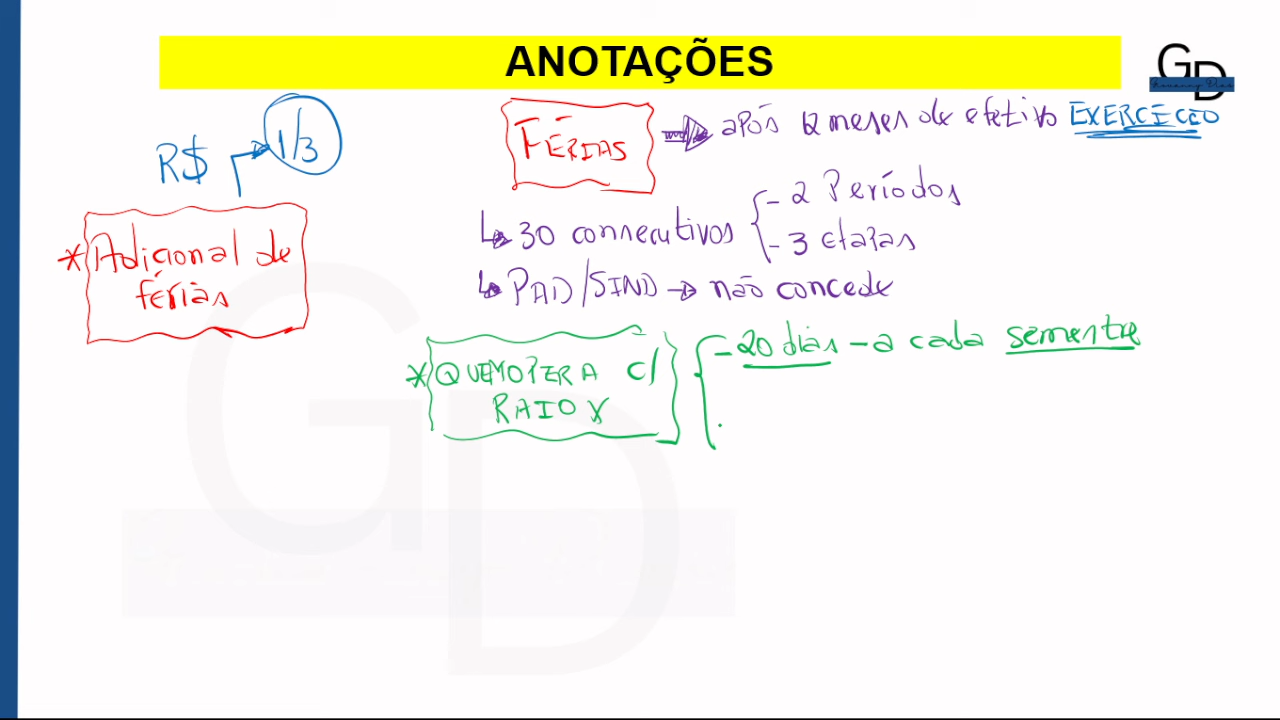 ANOTAÇÕES
GD
R$ 1/3
FÉRIAS
após 12 meses de efetivo EXERCÍCIO
30 consecutivos
- 2 Períodos
- 3 etapas
PAD/SIND → não concede
* Adicional de
férias
* QUEM OPERA C/
RAIO X
- 20 dias - a cada semestre